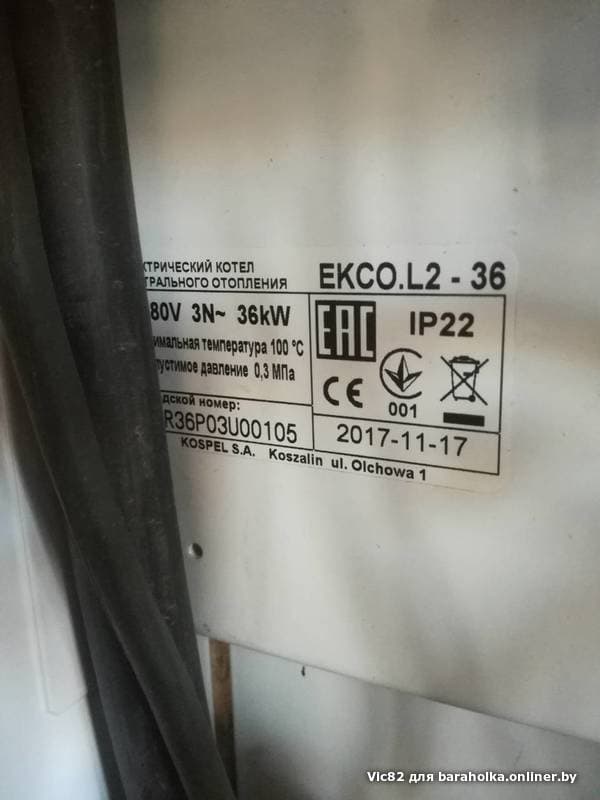 КТРИЧЕСКИЙ КОТЕЛ
ТРАЛЬНОГО ОТОПЛЕНИЯ
EKCO.L2 - 36
80V 3N~ 36kW
имальная температура 100 °C
пустимое давление 0,3 МПа
EAC
IP22
CE
001
дской номер:
R36P03U00105
2017-11-17
KOSPEL S.A. Koszalin ul. Olchowa 1
Vic82 для baraholka.onliner.by